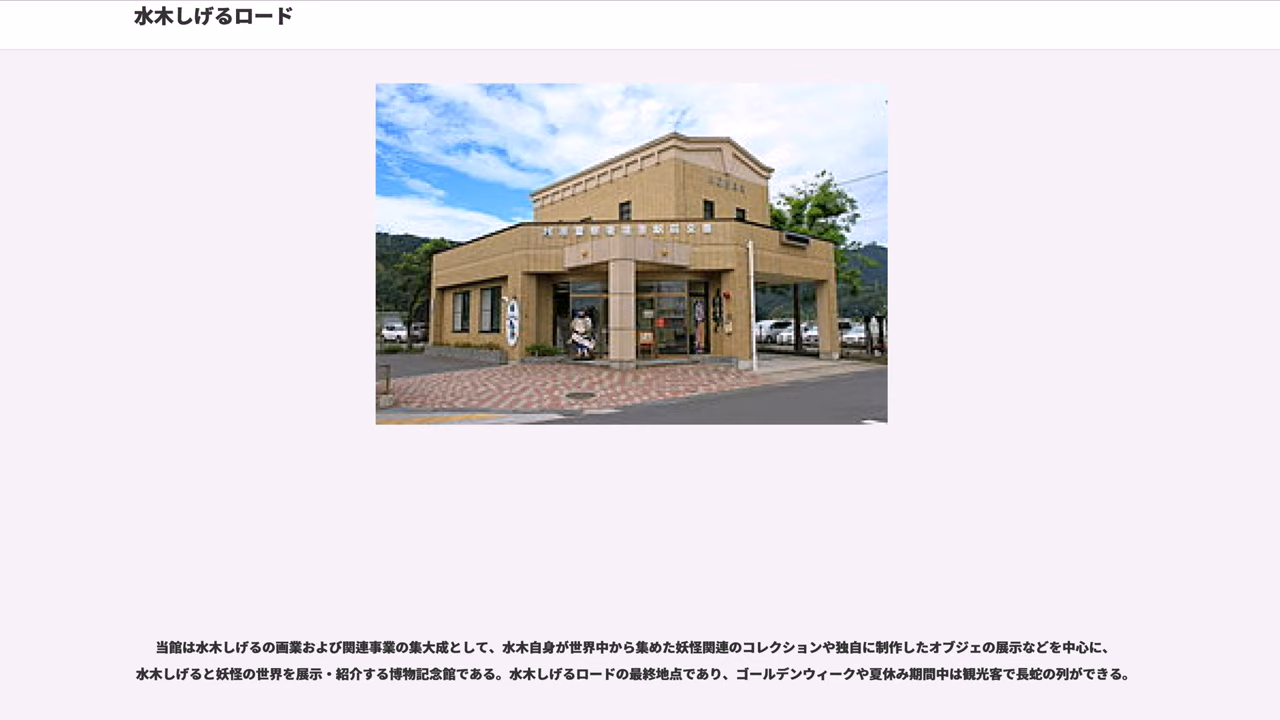 水木しげるロード
当館は水木しげるの画業および関連事業の集大成として、水木自身が世界中から集めた妖怪関連のコレクションや独自に制作したオブジェの展示などを中心に、
水木しげると妖怪の世界を展示・紹介する博物記念館である。水木しげるロードの最終地点であり、ゴールデンウィークや夏休み期間中は観光客で長蛇の列ができる。